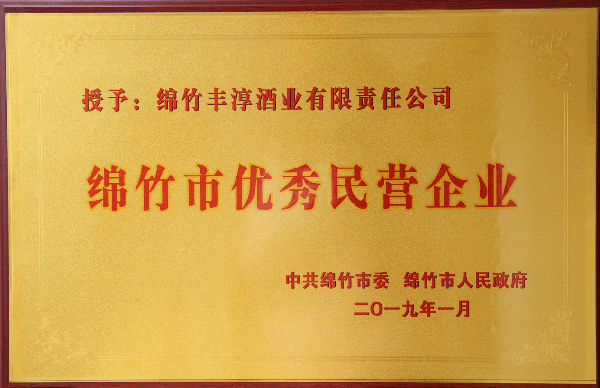 授予：绵竹丰淳酒业有限责任公司
绵竹市优秀民营企业
中共绵竹市委 绵竹市人民政府
二〇一九年一月